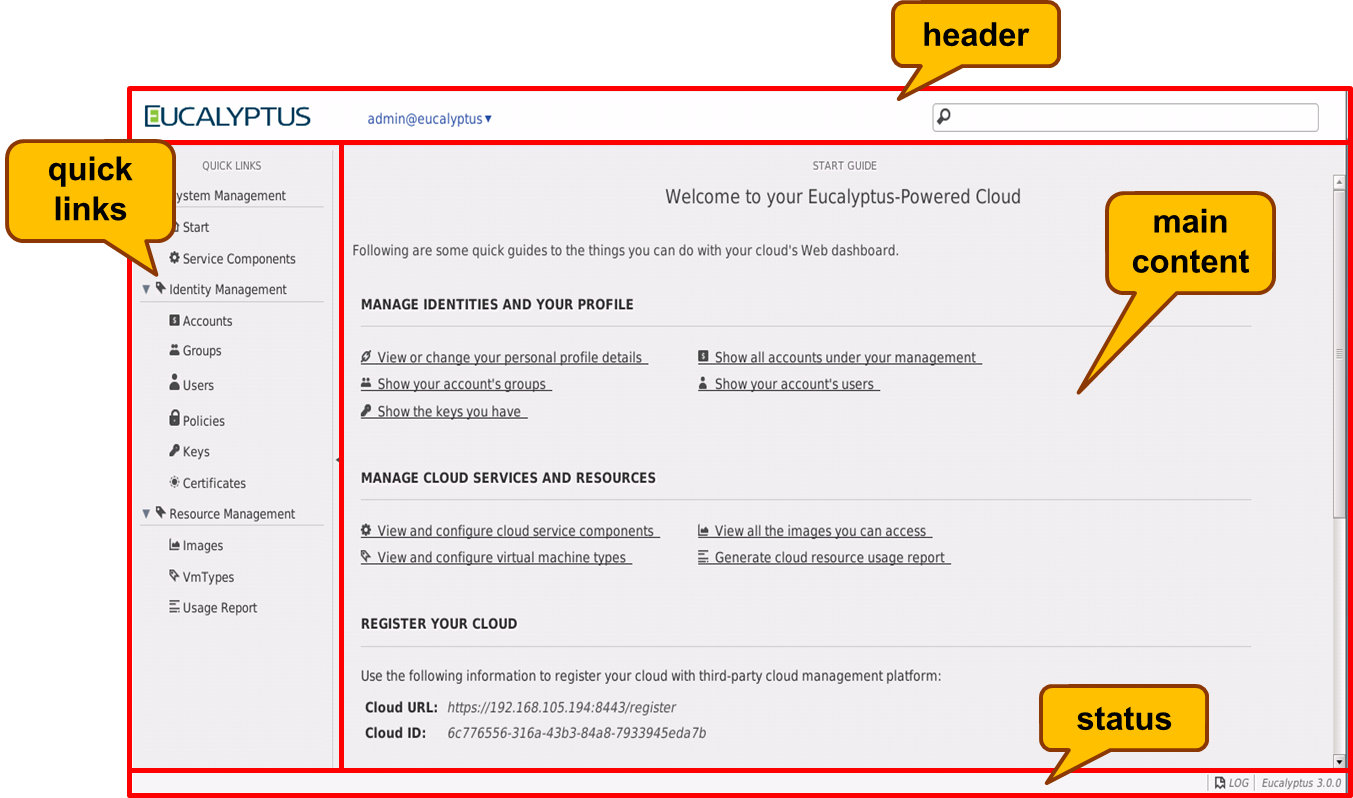 header
EUCALYPTUS
admin@eucalyptus▼
quick
links
QUICK LINKS
ystem Management
Start
Service Components
Identity Management
Accounts
Groups
Users
Policies
Keys
Certificates
Resource Management
Images
VmTypes
Usage Report
START GUIDE
Welcome to your Eucalyptus-Powered Cloud
main
content
Following are some quick guides to the things you can do with your cloud's Web dashboard.
MANAGE IDENTITIES AND YOUR PROFILE
View or change your personal profile details
Show all accounts under your management
Show your account's groups
Show your account's users
Show the keys you have
MANAGE CLOUD SERVICES AND RESOURCES
View and configure cloud service components
View all the images you can access
View and configure virtual machine types
Generate cloud resource usage report
REGISTER YOUR CLOUD
Use the following information to register your cloud with third-party cloud management platform:
Cloud URL: https://192.168.105.194:8443/register
Cloud ID: 6c776556-316a-43b3-84a8-7933945eda7b
status
LOG
Eucalyptus 3.0.0